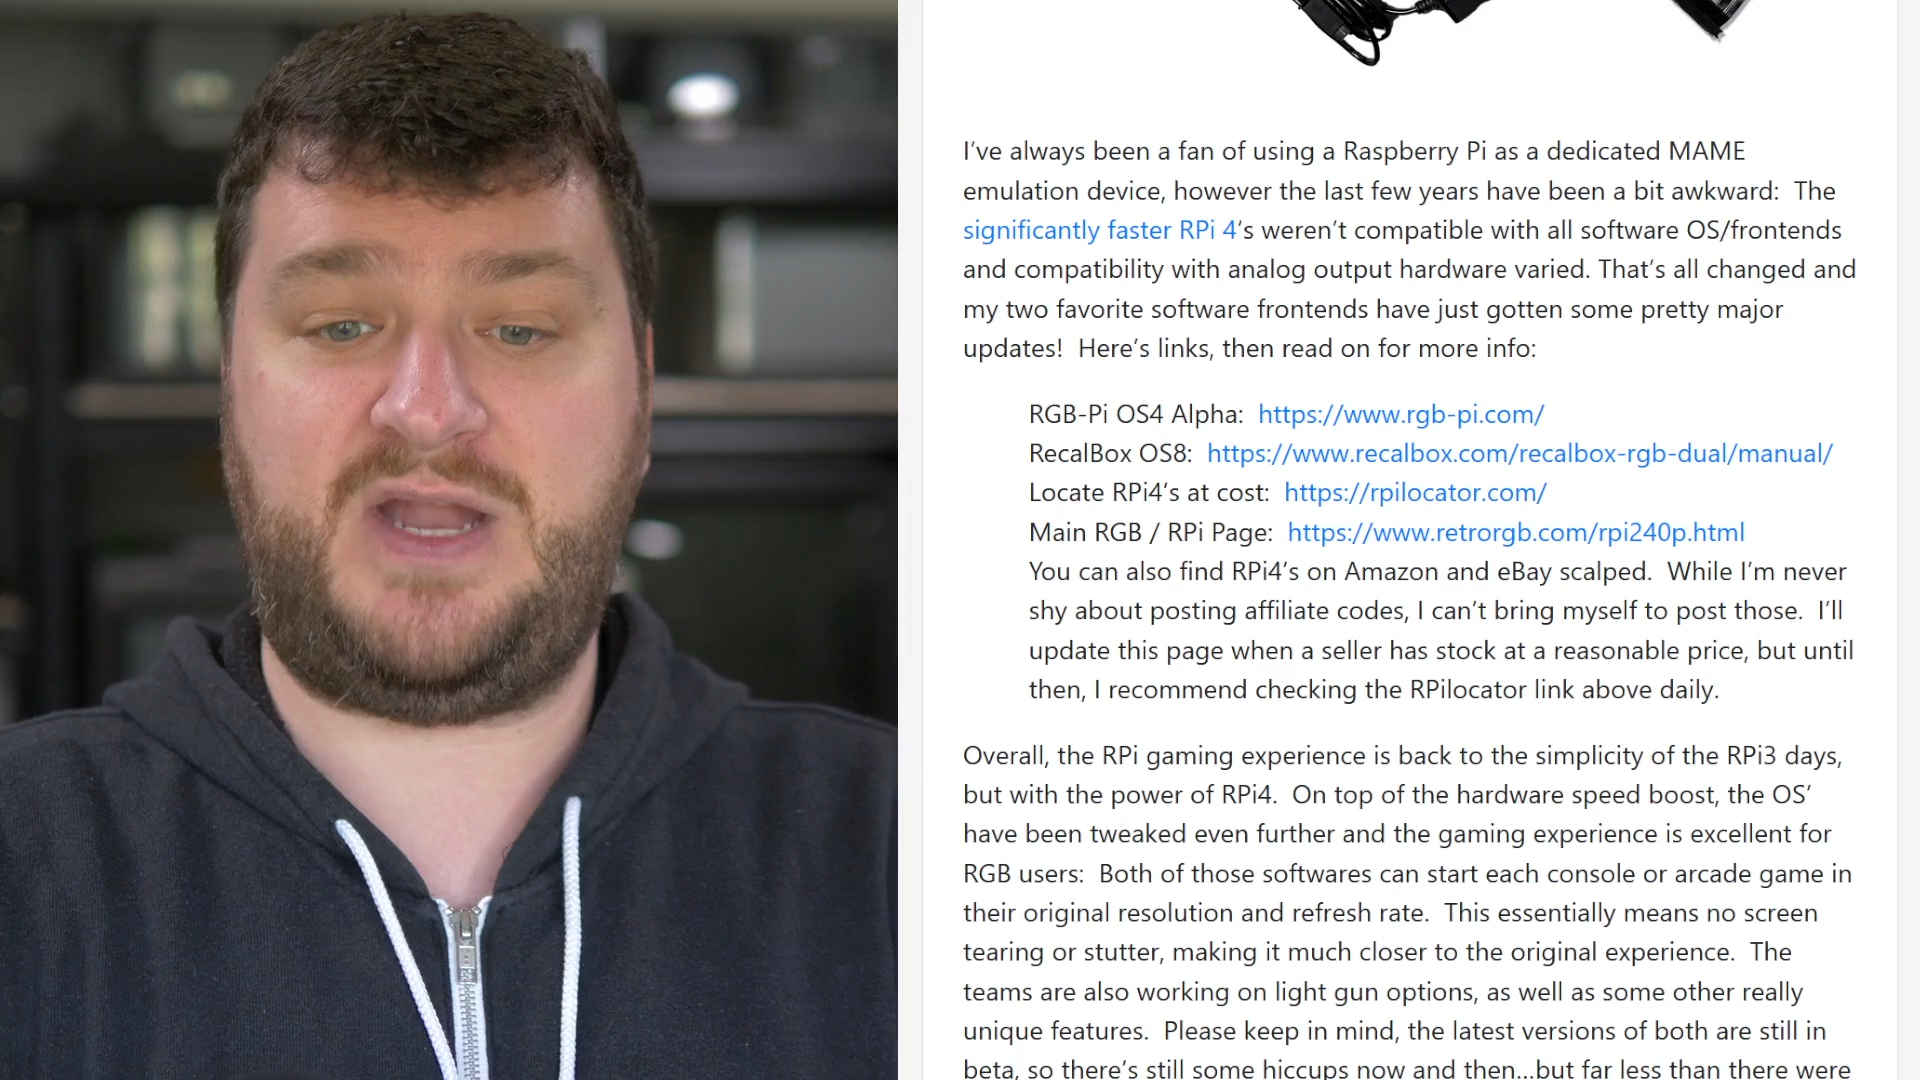 I’ve always been a fan of using a Raspberry Pi as a dedicated MAME
emulation device, however the last few years have been a bit awkward:  The
significantly faster RPi 4’s weren’t compatible with all software OS/frontends
and compatibility with analog output hardware varied. That’s all changed and
my two favorite software frontends have just gotten some pretty major
updates!  Here’s links, then read on for more info:
RGB-Pi OS4 Alpha:  https://www.rgb-pi.com/
RecalBox OS8:  https://www.recalbox.com/recalbox-rgb-dual/manual/
Locate RPi4’s at cost:  https://rpilocator.com/
Main RGB / RPi Page:  https://www.retrorgb.com/rpi240p.html
You can also find RPi4’s on Amazon and eBay scalped.  While I’m never
shy about posting affiliate codes, I can’t bring myself to post those.  I’ll
update this page when a seller has stock at a reasonable price, but until
then, I recommend checking the RPilocator link above daily.
Overall, the RPi gaming experience is back to the simplicity of the RPi3 days,
but with the power of RPi4.  On top of the hardware speed boost, the OS’
have been tweaked even further and the gaming experience is excellent for
RGB users:  Both of those softwares can start each console or arcade game in
their original resolution and refresh rate.  This essentially means no screen
tearing or stutter, making it much closer to the original experience.  The
teams are also working on light gun options, as well as some other really
unique features.  Please keep in mind, the latest versions of both are still in
beta, so there’s still some hiccups now and then…but far less than there were